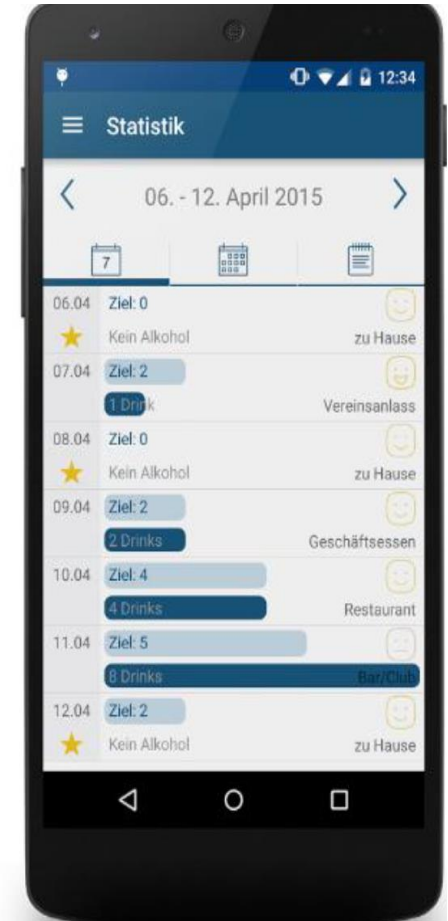 12:34
Statistik
06. - 12. April 2015
7
06.04 Ziel: 0
Kein Alkohol zu Hause
07.04 Ziel: 2
1 Drink Vereinsanlass
08.04 Ziel: 0
Kein Alkohol zu Hause
09.04 Ziel: 2
2 Drinks Geschäftsessen
10.04 Ziel: 4
4 Drinks Restaurant
11.04 Ziel: 5
8 Drinks Bar/Club
12.04 Ziel: 2
Kein Alkohol zu Hause